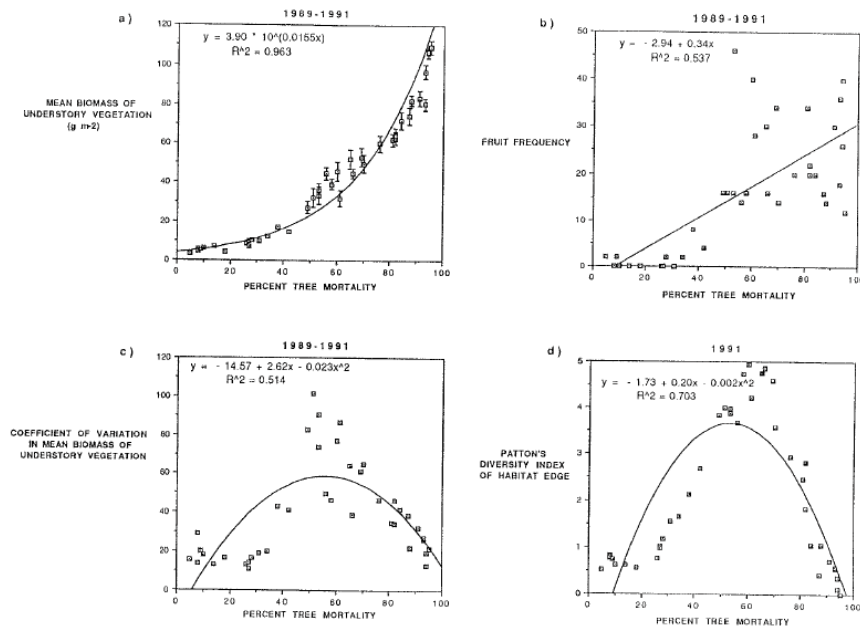 a)
1989-1991
y = 3.90 * 10^(0.0155x)
R^2 = 0.963
MEAN BIOMASS OF
UNDERSTORY VEGETATION
(g m-2)
120
100
80
60
40
20
0
0 20 40 60 80 100
PERCENT TREE MORTALITY
b)
1989-1991
y = - 2.94 + 0.34x
R^2 = 0.537
FRUIT FREQUENCY
50
40
30
20
10
0
0 20 40 60 80 100
PERCENT TREE MORTALITY
c)
1989-1991
y = - 14.57 + 2.62x - 0.023x^2
R^2 = 0.514
COEFFICIENT OF VARIATION
IN MEAN BIOMASS OF
UNDERSTORY VEGETATION
120
100
80
60
40
20
0
0 20 40 60 80 100
PERCENT TREE MORTALITY
d)
1991
y = - 1.73 + 0.20x - 0.002x^2
R^2 = 0.703
PATTON'S
DIVERSITY INDEX
OF HABITAT EDGE
5
4
3
2
1
0
0 20 40 60 80 100
PERCENT TREE MORTALITY